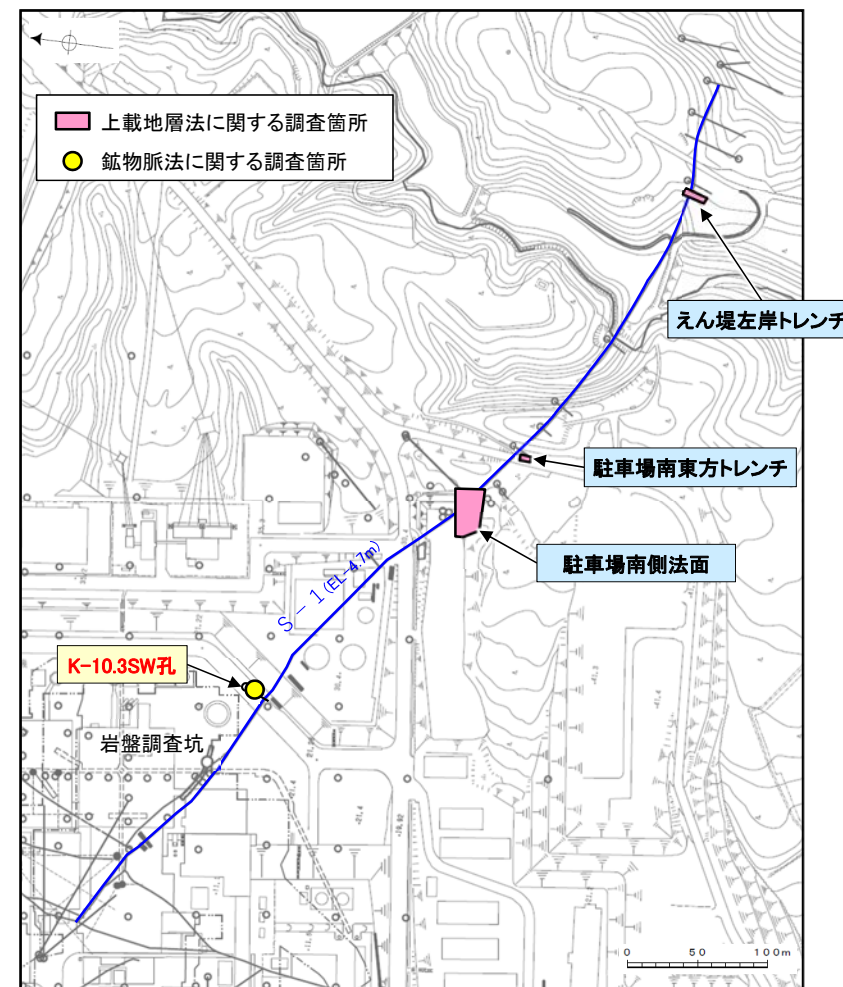 上載地層法に関する調査箇所
鉱物脈法に関する調査箇所
えん堤左岸トレンチ
駐車場南東方トレンチ
駐車場南側法面
S-1(EL-4.7m)
K-10.3SW孔
岩盤調査坑
0 50 100m